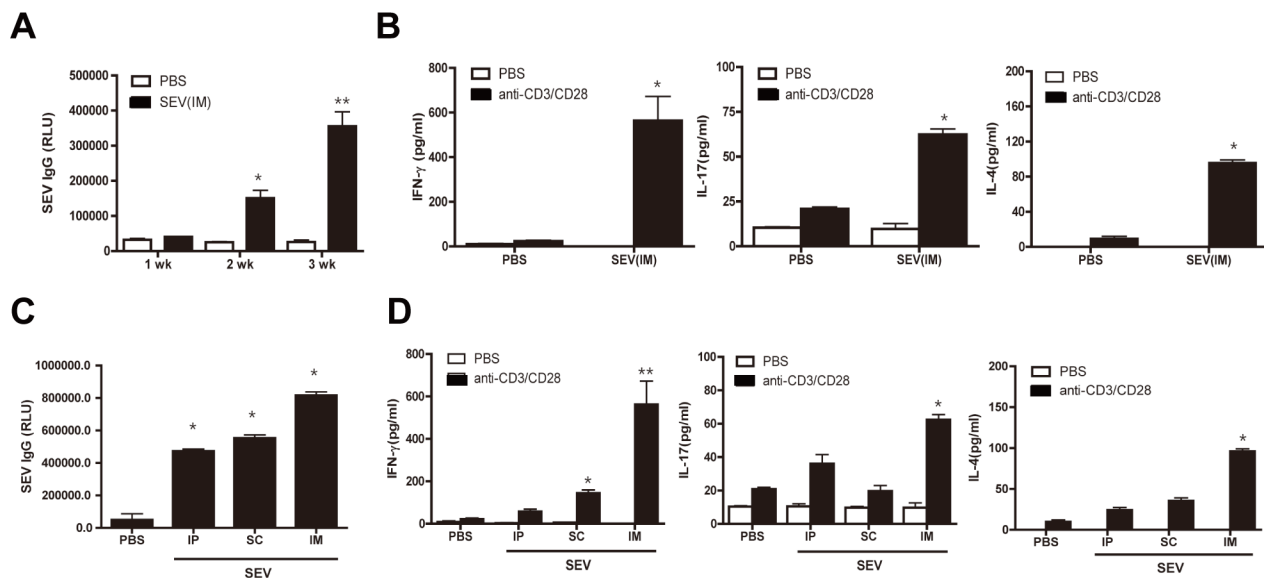 A
SEV IgG (RLU)
500000
400000
300000
200000
100000
0
PBS
SEV(IM)
*
**
1 wk 2 wk 3 wk
B
IFN-γ (pg/ml)
800
600
400
200
0
PBS
anti-CD3/CD28
*
PBS SEV(IM)
IL-17(pg/ml)
100
75
50
25
0
PBS
anti-CD3/CD28
*
PBS SEV(IM)
IL-4(pg/ml)
200
160
120
80
40
0
PBS
anti-CD3/CD28
*
PBS SEV(IM)
C
SEV IgG (RLU)
1000000.0
800000.0
600000.0
400000.0
200000.0
0.0
*
*
*
PBS IP SC IM
SEV
D
IFN-γ(pg/ml)
800
600
400
200
0
PBS
anti-CD3/CD28
*
**
PBS IP SC IM
SEV
IL-17(pg/ml)
100
80
60
40
20
0
PBS
anti-CD3/CD28
*
PBS IP SC IM
SEV
IL-4(pg/ml)
200
150
100
50
0
PBS
anti-CD3/CD28
*
PBS IP SC IM
SEV